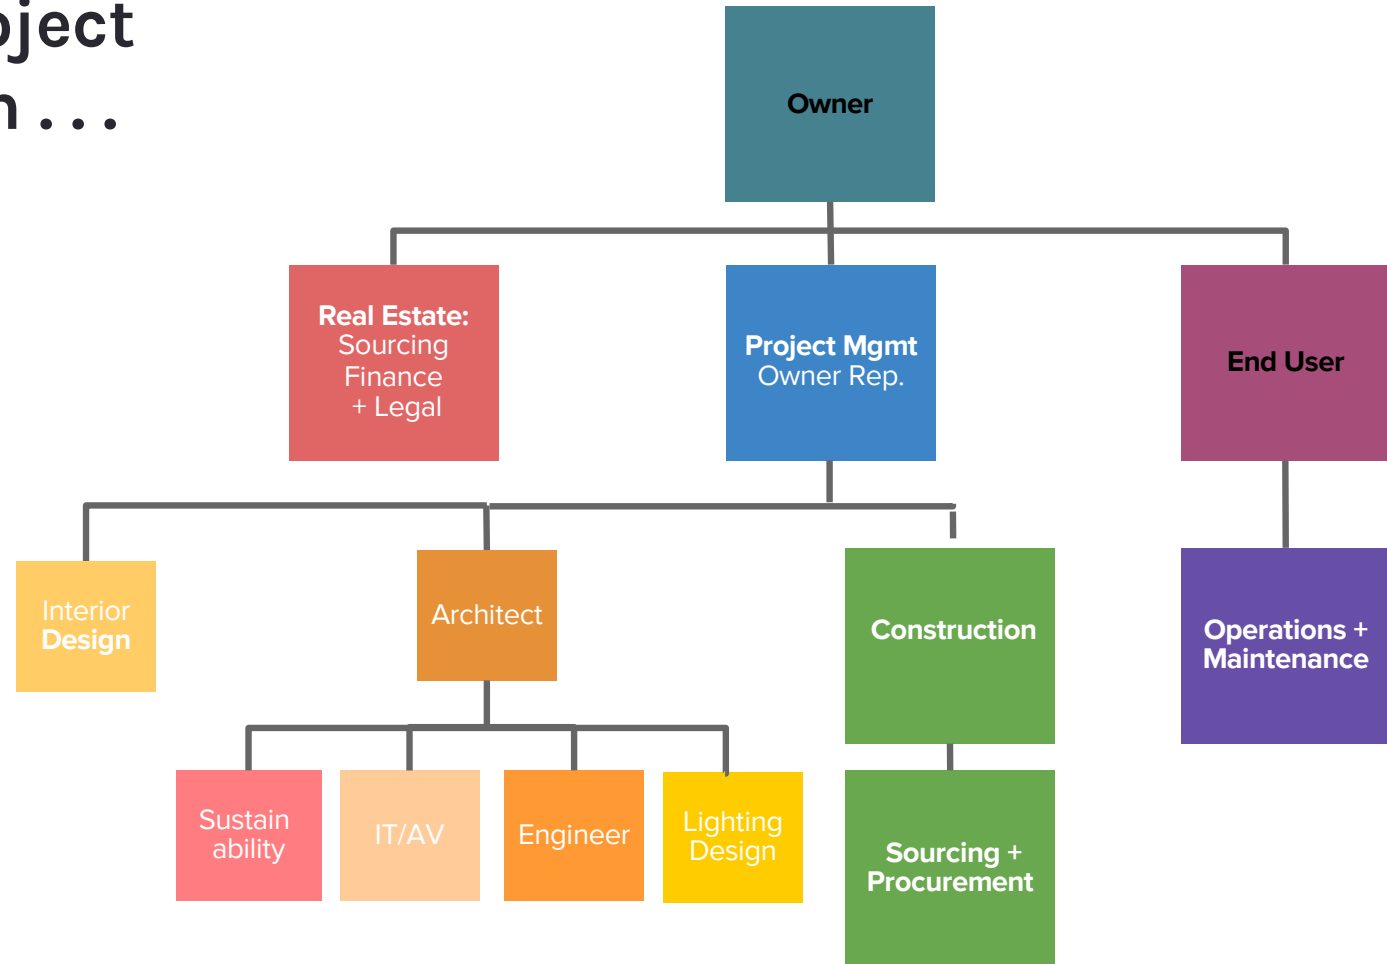 oject
n . . .
Owner
Real Estate:
Sourcing
Finance
+ Legal
Project Mgmt
Owner Rep.
End User
Interior
Design
Architect
Construction
Operations +
Maintenance
Sustain
ability
IT/AV
Engineer
Lighting
Design
Sourcing +
Procurement